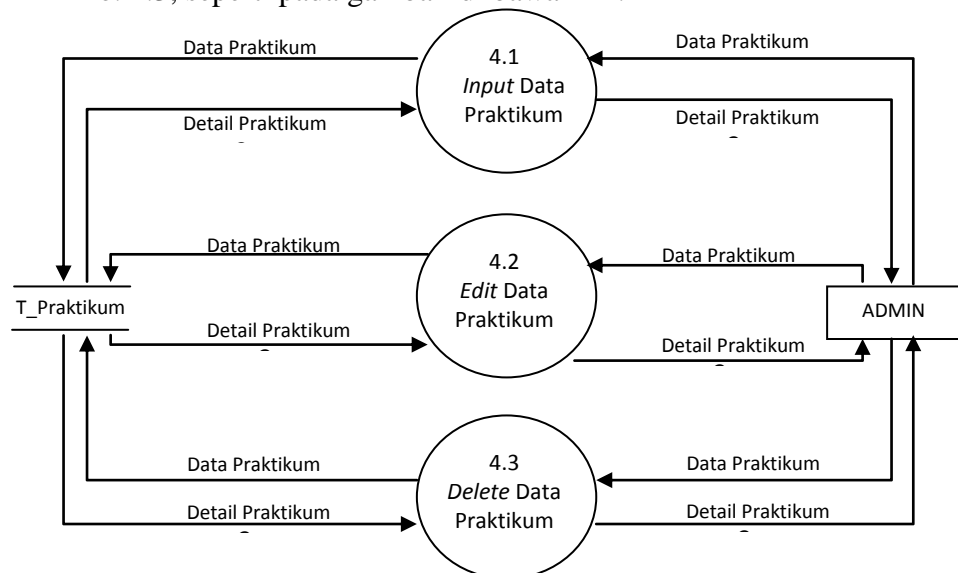 Data Praktikum
4.1
Input Data
Praktikum
Data Praktikum
Detail Praktikum
Detail Praktikum
Data Praktikum
4.2
Edit Data
Praktikum
Data Praktikum
T_Praktikum
ADMIN
Detail Praktikum
Detail Praktikum
4.3
Delete Data
Praktikum
Data Praktikum
Data Praktikum
Detail Praktikum
Detail Praktikum